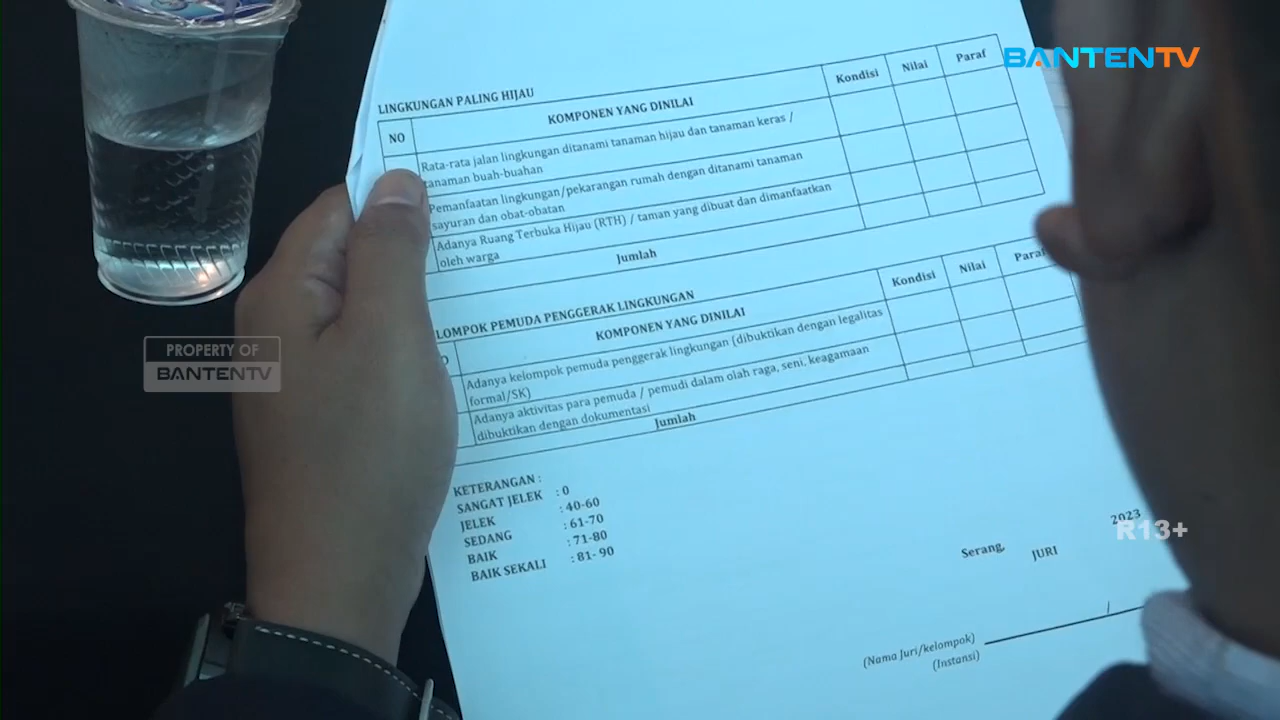 BANTENTV
LINGKUNGAN PALING HIJAU
NO KOMPONEN YANG DINILAI Kondisi Nilai Paraf
Rata-rata jalan lingkungan ditanami tanaman hijau dan tanaman keras /
tanaman buah-buahan
Pemanfaatan lingkungan/pekarangan rumah dengan ditanami tanaman
sayuran dan obat-obatan
Adanya Ruang Terbuka Hijau (RTH) / taman yang dibuat dan dimanfaatkan
oleh warga
Jumlah
LOMPOK PEMUDA PENGGERAK LINGKUNGAN
O KOMPONEN YANG DINILAI Kondisi Nilai Paraf
Adanya kelompok pemuda penggerak lingkungan (dibuktikan dengan legalitas
formal/SK)
Adanya aktivitas para pemuda / pemudi dalam olah raga, seni, keagamaan
dibuktikan dengan dokumentasi
Jumlah
PROPERTY OF
BANTENTV
KETERANGAN :
SANGAT JELEK : 0
JELEK : 40-60
SEDANG : 61-70
BAIK : 71-80
BAIK SEKALI : 81- 90
Serang, 2023
R13+
JURI
/
(Nama Juri/kelompok)
(Instansi)